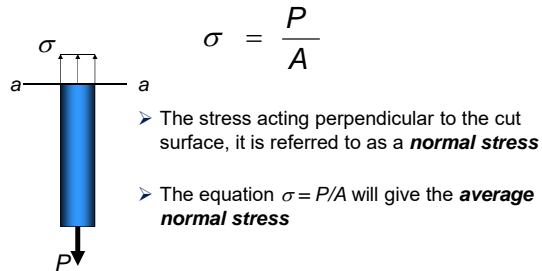 σ = P / A
σ
a a
➢ The stress acting perpendicular to the cut
surface, it is referred to as a normal stress
➢ The equation σ = P/A will give the average
normal stress
P